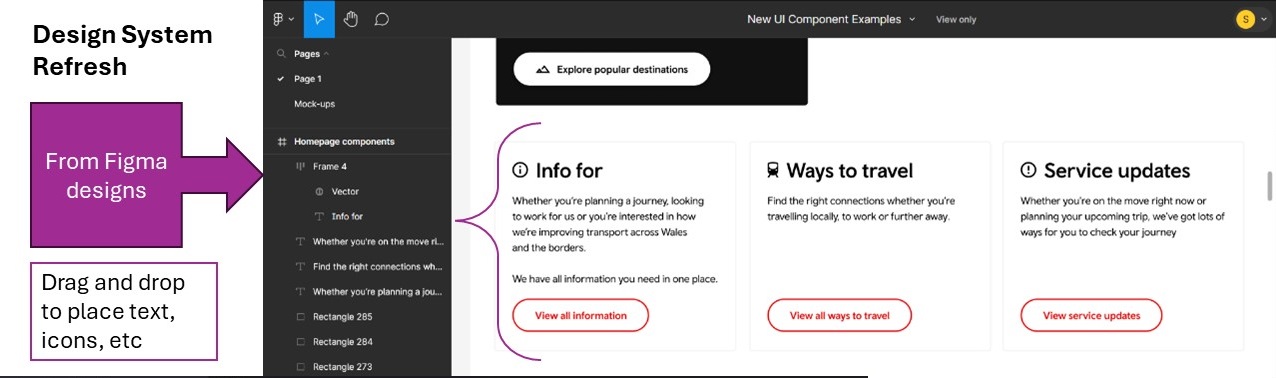 Design System
Refresh
From Figma
designs
Drag and drop
to place text,
icons, etc
New UI Component Examples
View only
S
Pages
Page 1
Mock-ups
Homepage components
Frame 4
Vector
Info for
Whether you're on the move ri...
Find the right connections wh...
Whether you're planning a jou...
Rectangle 285
Rectangle 284
Rectangle 273
Explore popular destinations
Info for
Whether you're planning a journey, looking
to work for us or you're interested in how
we're improving transport across Wales
and the borders.
We have all information you need in one place.
View all information
Ways to travel
Find the right connections whether you're
travelling locally, to work or further away.
View all ways to travel
Service updates
Whether you're on the move right now or
planning your upcoming trip, we've got lots of
ways for you to check your journey
View service updates